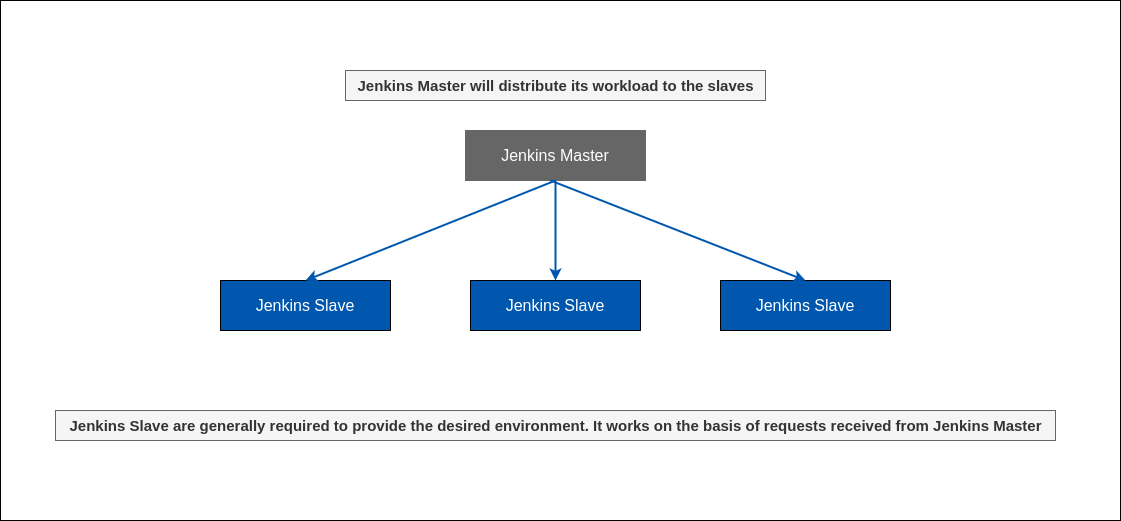 Jenkins Master will distribute its workload to the slaves
Jenkins Master
Jenkins Slave
Jenkins Slave
Jenkins Slave
Jenkins Slave are generally required to provide the desired environment. It works on the basis of requests received from Jenkins Master